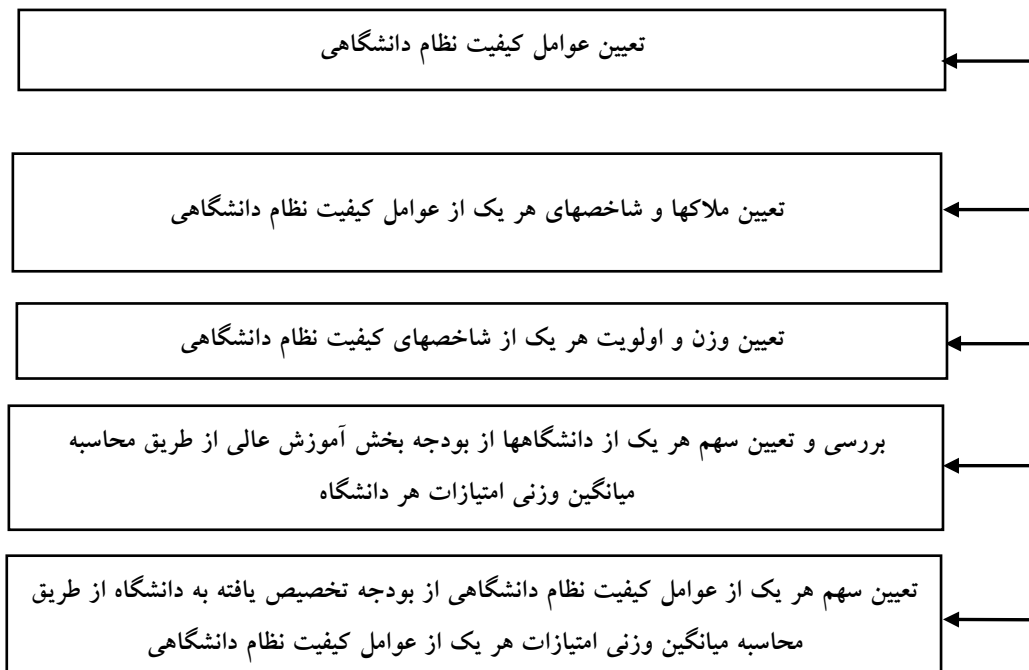 تعیین عوامل کیفیت نظام دانشگاهی
تعیین ملاکها و شاخصهای هر یک از عوامل کیفیت نظام دانشگاهی
تعیین وزن و اولویت هر یک از شاخصهای کیفیت نظام دانشگاهی
بررسی و تعیین سهم هر یک از دانشگاهها از بودجه بخش آموزش عالی از طریق محاسبه
میانگین وزنی امتیازات هر دانشگاه
تعیین سهم هر یک از عوامل کیفیت نظام دانشگاهی از بودجه تخصیص یافته به دانشگاه از طریق
محاسبه میانگین وزنی امتیازات هر یک از عوامل کیفیت نظام دانشگاهی